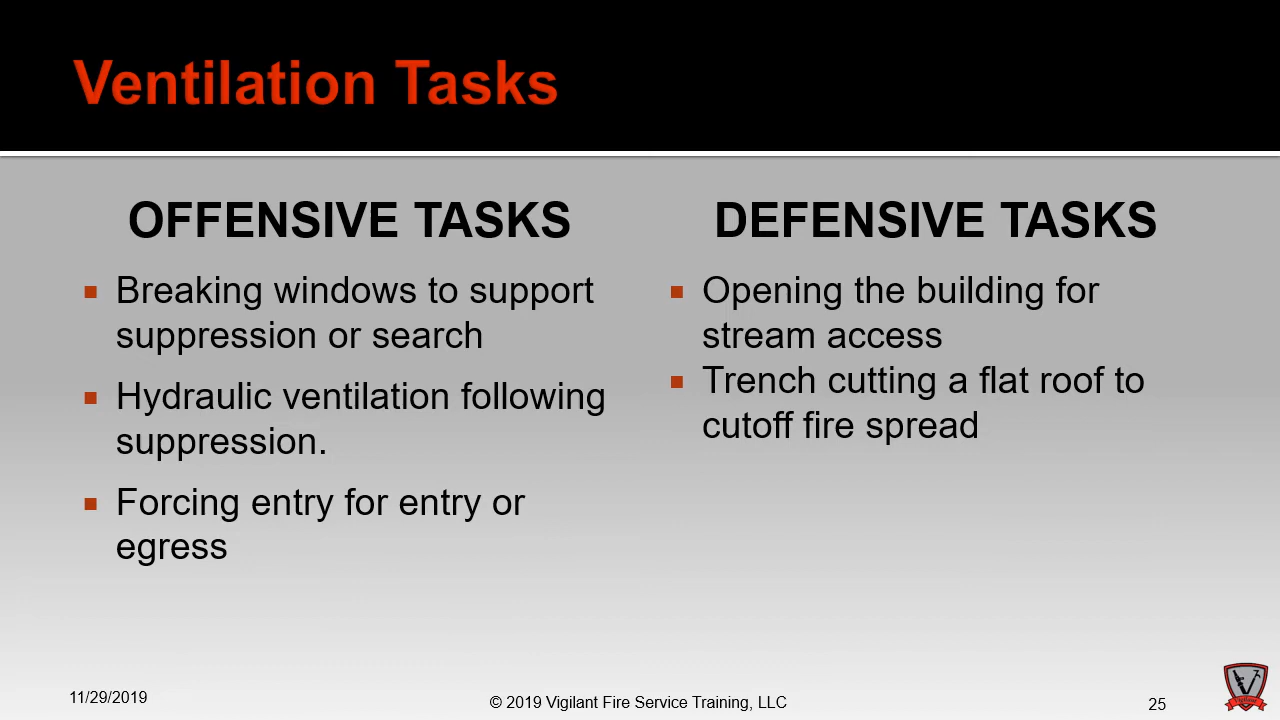 Ventilation Tasks
OFFENSIVE TASKS
Breaking windows to support
suppression or search
Hydraulic ventilation following
suppression.
Forcing entry for entry or
egress
DEFENSIVE TASKS
Opening the building for
stream access
Trench cutting a flat roof to
cutoff fire spread
11/29/2019
© 2019 Vigilant Fire Service Training, LLC
25
Vigilant